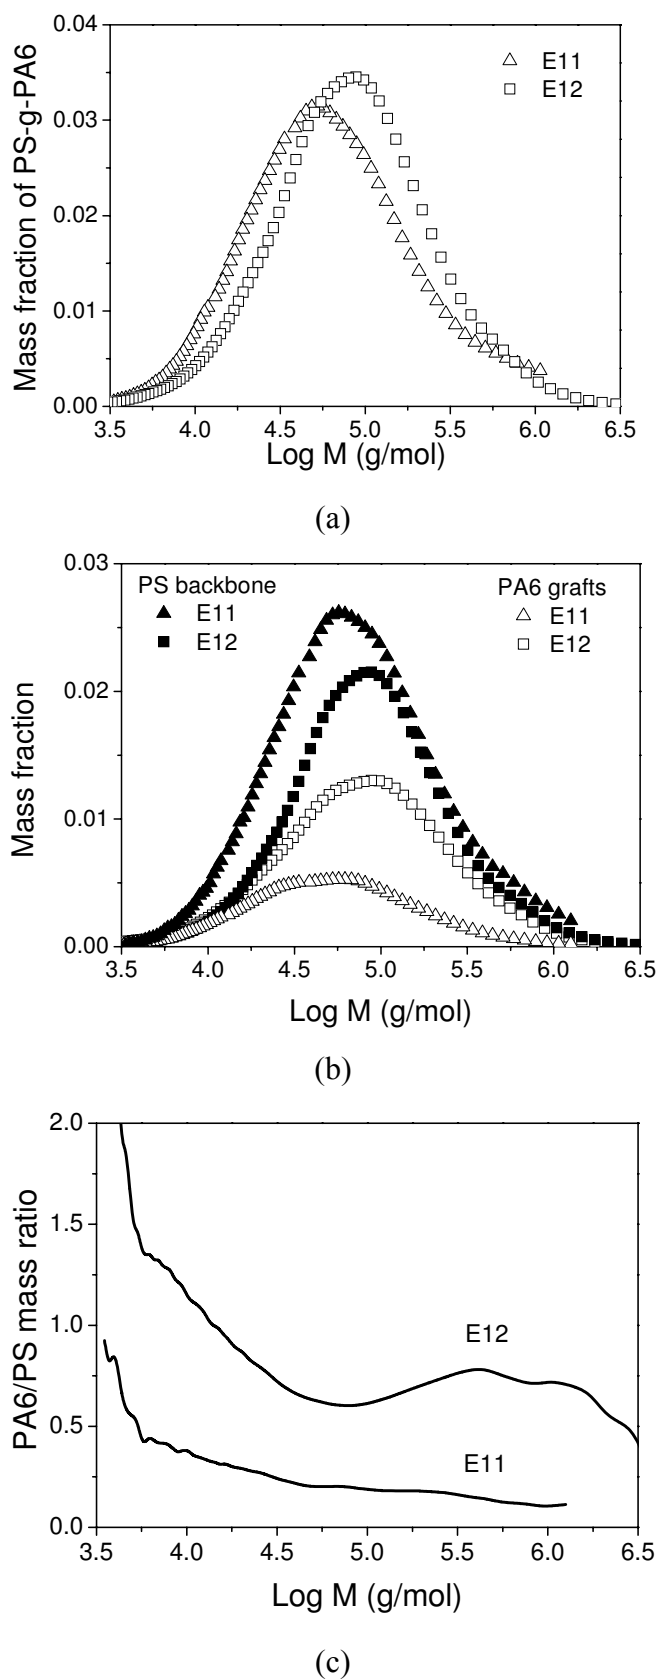 0.04
0.03
0.02
0.01
0.00
Mass fraction of PS-g-PA6
E11
E12
3.5 4.0 4.5 5.0 5.5 6.0 6.5
Log M (g/mol)
(a)
0.03
0.02
0.01
0.00
Mass fraction
PS backbone
E11
E12
PA6 grafts
E11
E12
3.5 4.0 4.5 5.0 5.5 6.0 6.5
Log M (g/mol)
(b)
2.0
1.5
1.0
0.5
0.0
PA6/PS mass ratio
E12
E11
3.5 4.0 4.5 5.0 5.5 6.0 6.5
Log M (g/mol)
(c)